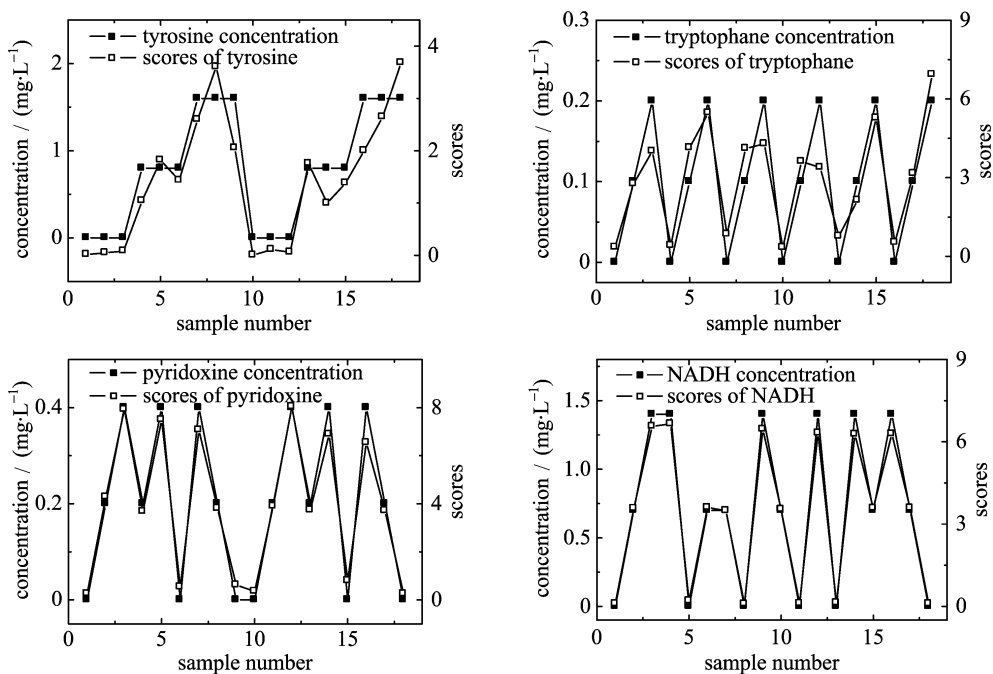 tyrosine concentration
scores of tyrosine
concentration / (mg·L⁻¹)
2
1
0
4
2
0
scores
0 5 10 15
sample number
tryptophane concentration
scores of tryptophane
concentration / (mg·L⁻¹)
0.3
0.2
0.1
0
9
6
3
0
scores
0 5 10 15
sample number
pyridoxine concentration
scores of pyridoxine
concentration / (mg·L⁻¹)
0.4
0.2
0
8
4
0
scores
0 5 10 15
sample number
NADH concentration
scores of NADH
concentration / (mg·L⁻¹)
1.5
1.0
0.5
0
9
6
3
0
scores
0 5 10 15
sample number